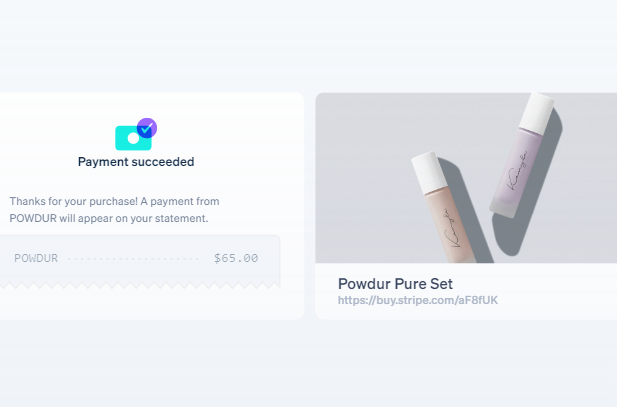 Payment succeeded
Thanks for your purchase! A payment from
POWDUR will appear on your statement.
POWDUR $65.00
Powdur Pure Set
https://buy.stripe.com/aF8fUK